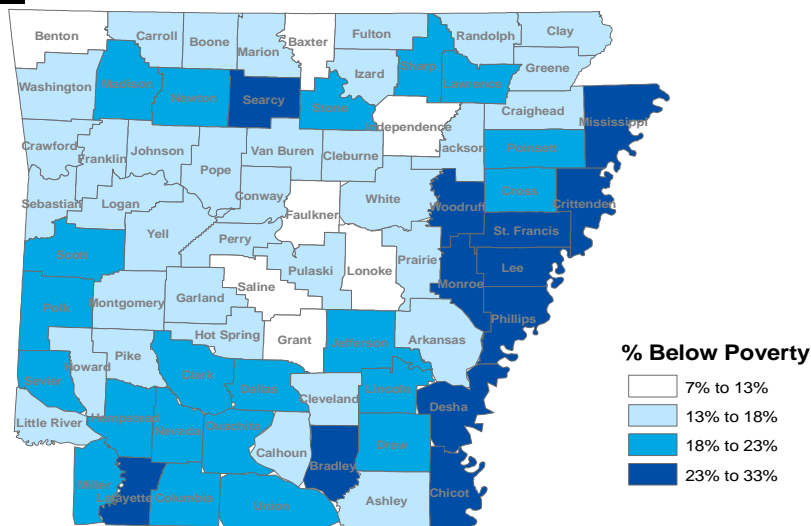 Benton
Carroll
Boone
Marion
Baxter
Fulton
Randolph
Clay
Washington
Madison
Newton
Searcy
Stone
Izard
Sharp
Lawrence
Greene
Independence
Craighead
Mississippi
Crawford
Franklin
Johnson
Pope
Van Buren
Cleburne
Jackson
Poinsett
Sebastian
Logan
Conway
Faulkner
White
Woodruff
Cross
Crittenden
Scott
Yell
Perry
Pulaski
Lonoke
Prairie
St. Francis
Lee
Monroe
Polk
Montgomery
Garland
Saline
Hot Spring
Grant
Jefferson
Arkansas
Phillips
Howard
Pike
Clark
Dallas
Cleveland
Lincoln
Desha
Sevier
Little River
Hempstead
Nevada
Ouachita
Calhoun
Bradley
Drew
Miller
Lafayette
Columbia
Union
Ashley
Chicot
% Below Poverty
7% to 13%
13% to 18%
18% to 23%
23% to 33%